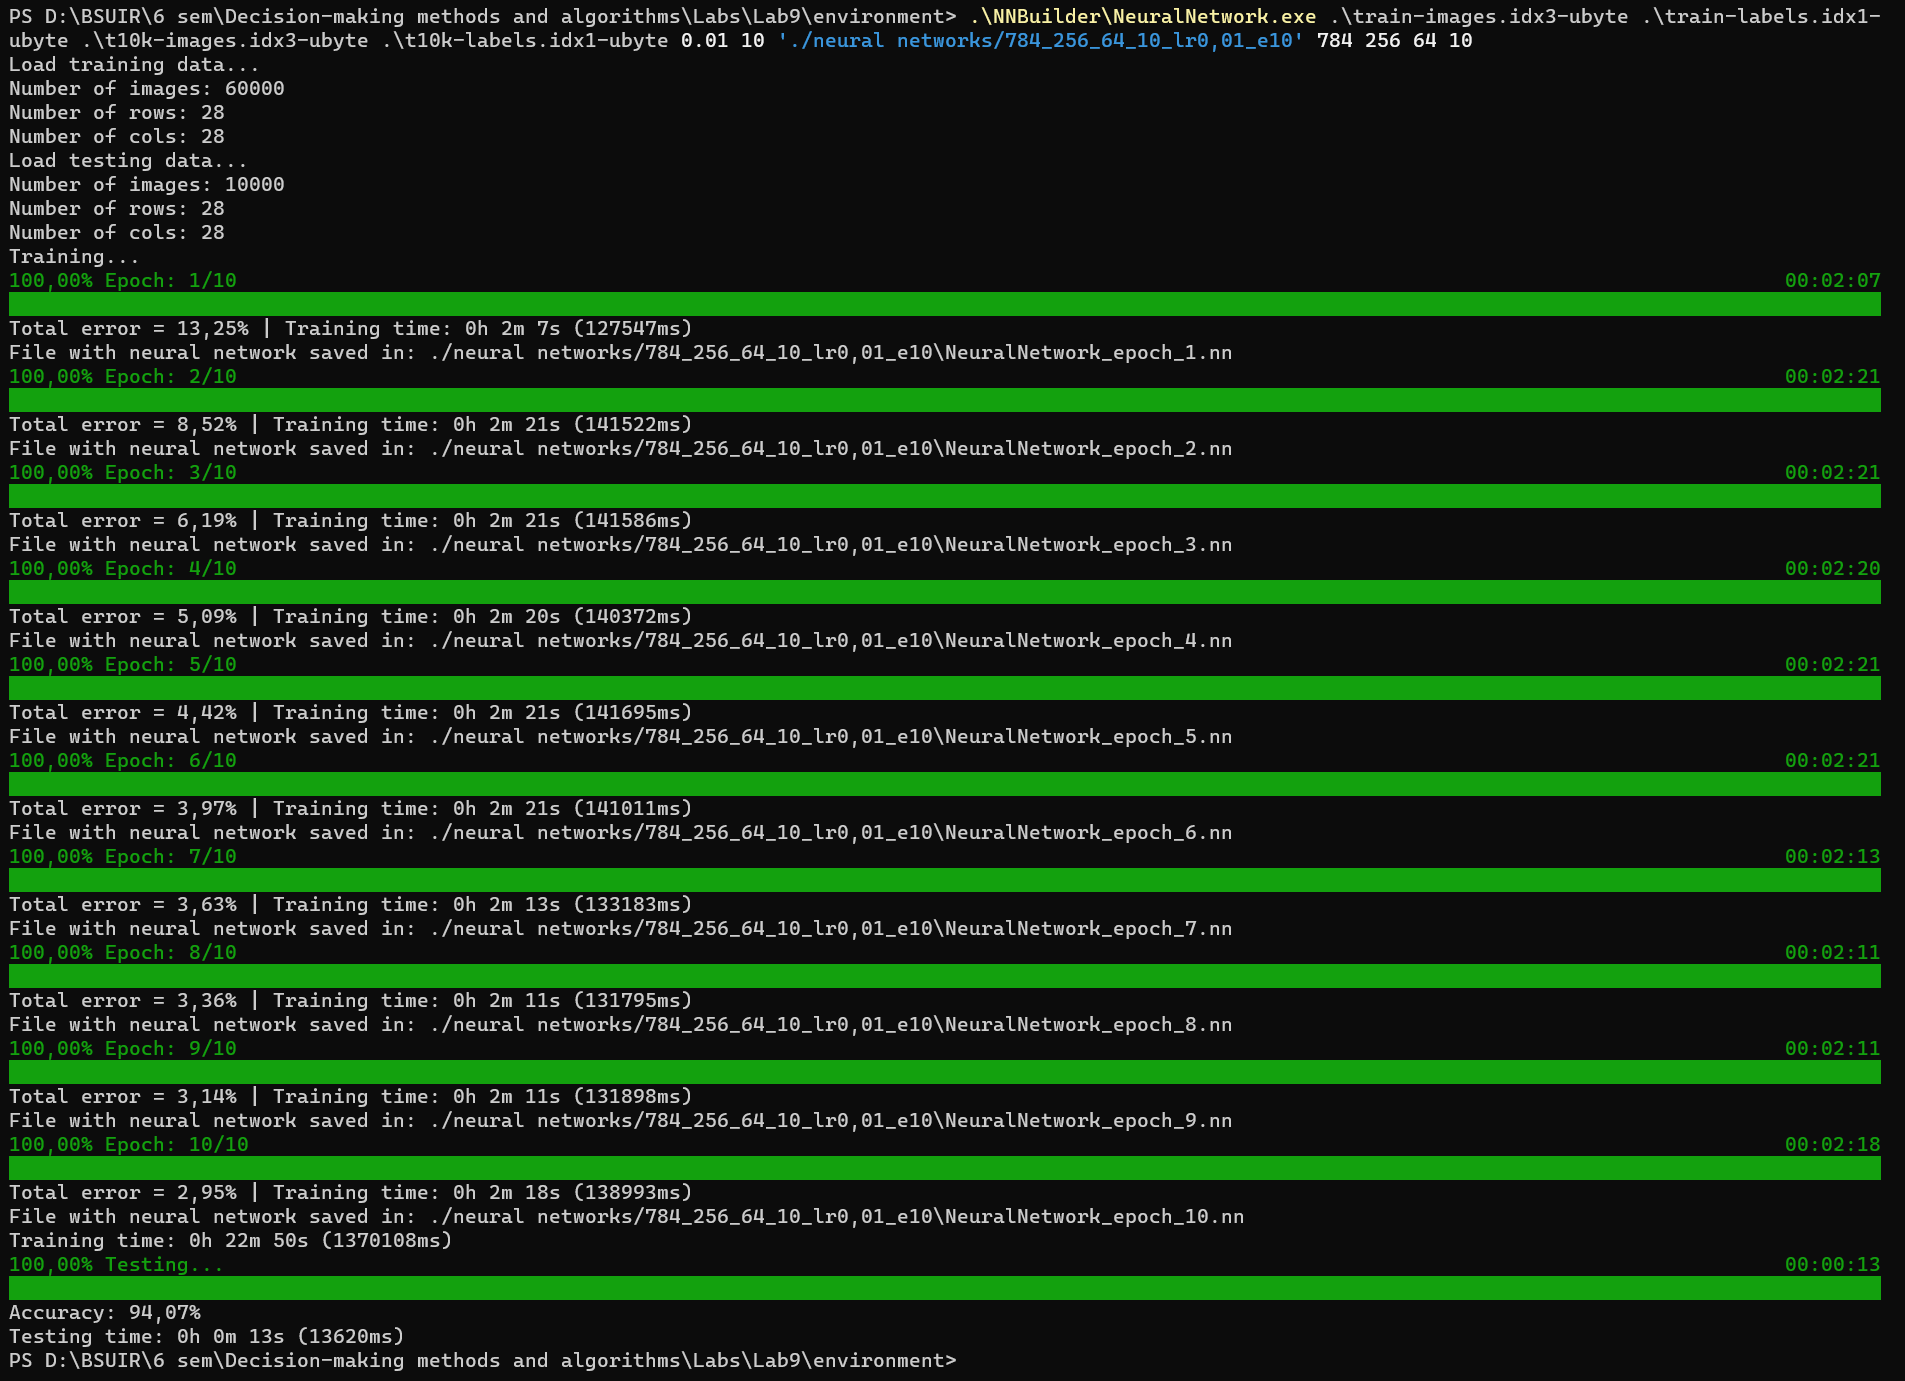 PS D:\BSUIR\6 sem\Decision-making methods and algorithms\Labs\Lab9\environment> .\NNBuilder\NeuralNetwork.exe .\train-images.idx3-ubyte .\train-labels.idx1-
ubyte .\t10k-images.idx3-ubyte .\t10k-labels.idx1-ubyte 0.01 10 './neural networks/784_256_64_10_lr0,01_e10' 784 256 64 10
Load training data...
Number of images: 60000
Number of rows: 28
Number of cols: 28
Load testing data...
Number of images: 10000
Number of rows: 28
Number of cols: 28
Training...
100,00% Epoch: 1/10 00:02:07
Total error = 13,25% | Training time: 0h 2m 7s (127547ms)
File with neural network saved in: ./neural networks/784_256_64_10_lr0,01_e10\NeuralNetwork_epoch_1.nn
100,00% Epoch: 2/10 00:02:21
Total error = 8,52% | Training time: 0h 2m 21s (141522ms)
File with neural network saved in: ./neural networks/784_256_64_10_lr0,01_e10\NeuralNetwork_epoch_2.nn
100,00% Epoch: 3/10 00:02:21
Total error = 6,19% | Training time: 0h 2m 21s (141586ms)
File with neural network saved in: ./neural networks/784_256_64_10_lr0,01_e10\NeuralNetwork_epoch_3.nn
100,00% Epoch: 4/10 00:02:20
Total error = 5,09% | Training time: 0h 2m 20s (140372ms)
File with neural network saved in: ./neural networks/784_256_64_10_lr0,01_e10\NeuralNetwork_epoch_4.nn
100,00% Epoch: 5/10 00:02:21
Total error = 4,42% | Training time: 0h 2m 21s (141695ms)
File with neural network saved in: ./neural networks/784_256_64_10_lr0,01_e10\NeuralNetwork_epoch_5.nn
100,00% Epoch: 6/10 00:02:21
Total error = 3,97% | Training time: 0h 2m 21s (141011ms)
File with neural network saved in: ./neural networks/784_256_64_10_lr0,01_e10\NeuralNetwork_epoch_6.nn
100,00% Epoch: 7/10 00:02:13
Total error = 3,63% | Training time: 0h 2m 13s (133183ms)
File with neural network saved in: ./neural networks/784_256_64_10_lr0,01_e10\NeuralNetwork_epoch_7.nn
100,00% Epoch: 8/10 00:02:11
Total error = 3,36% | Training time: 0h 2m 11s (131795ms)
File with neural network saved in: ./neural networks/784_256_64_10_lr0,01_e10\NeuralNetwork_epoch_8.nn
100,00% Epoch: 9/10 00:02:11
Total error = 3,14% | Training time: 0h 2m 11s (131898ms)
File with neural network saved in: ./neural networks/784_256_64_10_lr0,01_e10\NeuralNetwork_epoch_9.nn
100,00% Epoch: 10/10 00:02:18
Total error = 2,95% | Training time: 0h 2m 18s (138993ms)
File with neural network saved in: ./neural networks/784_256_64_10_lr0,01_e10\NeuralNetwork_epoch_10.nn
Training time: 0h 22m 50s (1370108ms)
100,00% Testing... 00:00:13
Accuracy: 94,07%
Testing time: 0h 0m 13s (13620ms)
PS D:\BSUIR\6 sem\Decision-making methods and algorithms\Labs\Lab9\environment>